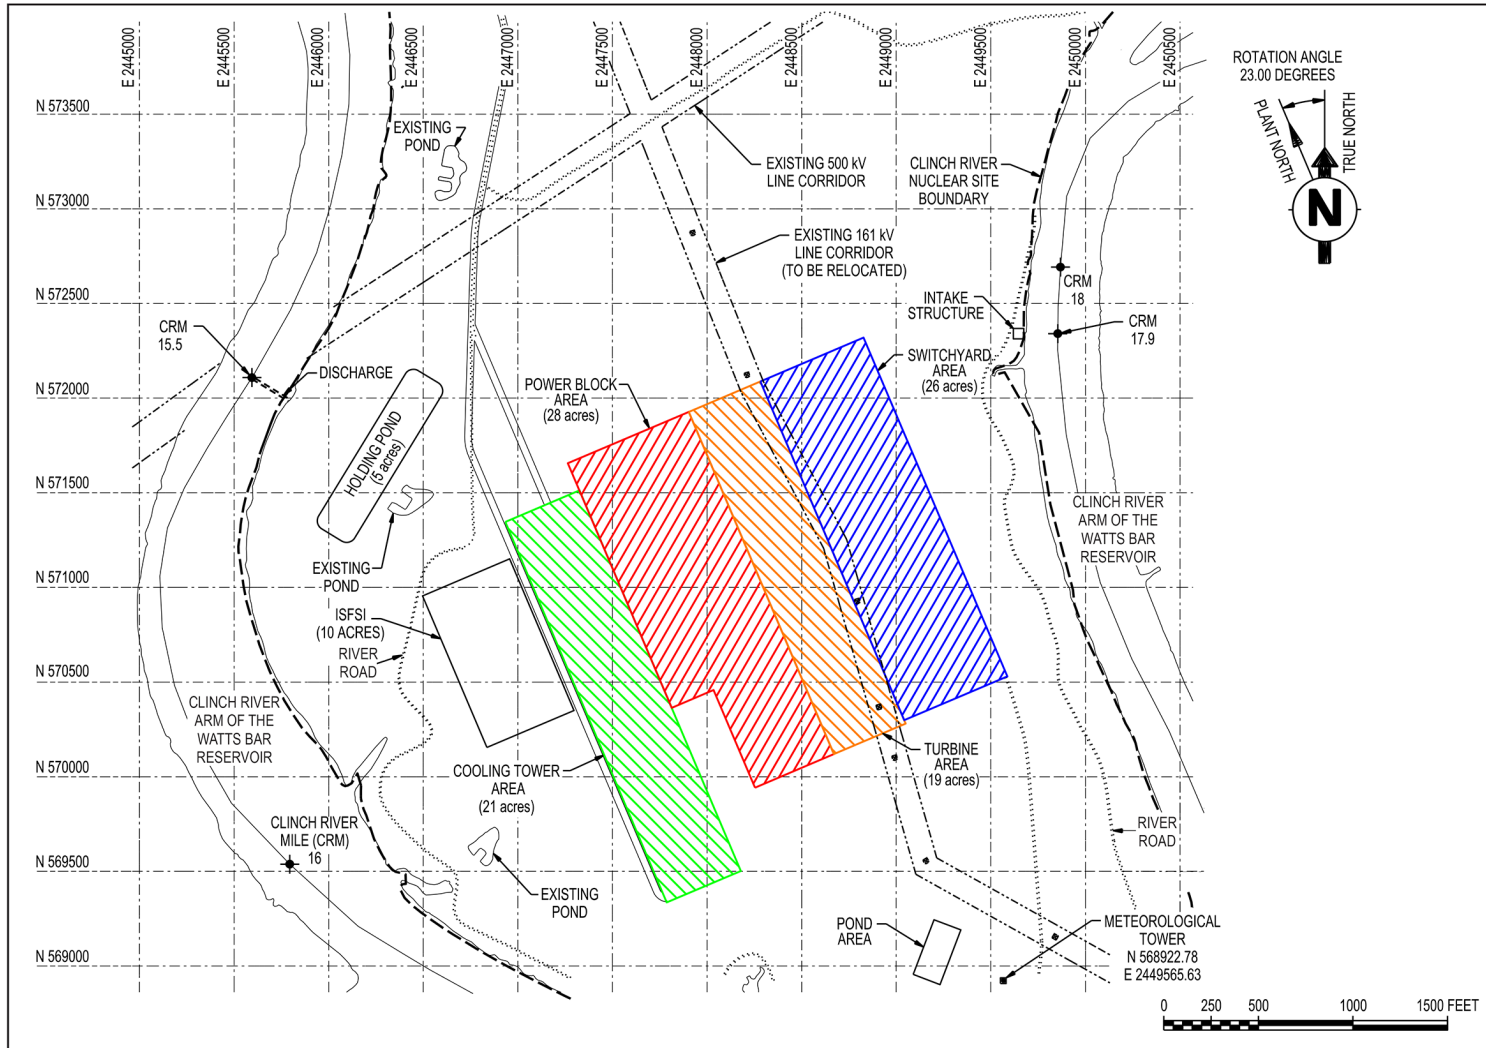 E 2445000
E 2445500
E 2446000
E 2446500
E 2447000
E 2447500
E 2448000
E 2448500
E 2449000
E 2449500
E 2450000
E 2450500
ROTATION ANGLE
23.00 DEGREES
PLANT NORTH
TRUE NORTH
N
N 573500
N 573000
N 572500
N 572000
N 571500
N 571000
N 570500
N 570000
N 569500
N 569000
EXISTING
POND
EXISTING 500 kV
LINE CORRIDOR
CLINCH RIVER
NUCLEAR SITE
BOUNDARY
EXISTING 161 kV
LINE CORRIDOR
(TO BE RELOCATED)
CRM
18
INTAKE
STRUCTURE
CRM
17.9
CRM
15.5
DISCHARGE
SWITCHYARD
AREA
(26 acres)
POWER BLOCK
AREA
(28 acres)
HOLDING POND
(5 acres)
CLINCH RIVER
ARM OF THE
WATTS BAR
RESERVOIR
EXISTING
POND
ISFSI
(10 ACRES)
RIVER
ROAD
CLINCH RIVER
ARM OF THE
WATTS BAR
RESERVOIR
COOLING TOWER
AREA
(21 acres)
TURBINE
AREA
(19 acres)
CLINCH RIVER
MILE (CRM)
16
RIVER
ROAD
EXISTING
POND
POND
AREA
METEOROLOGICAL
TOWER
N 568922.78
E 2449565.63
0 250 500 1000 1500 FEET